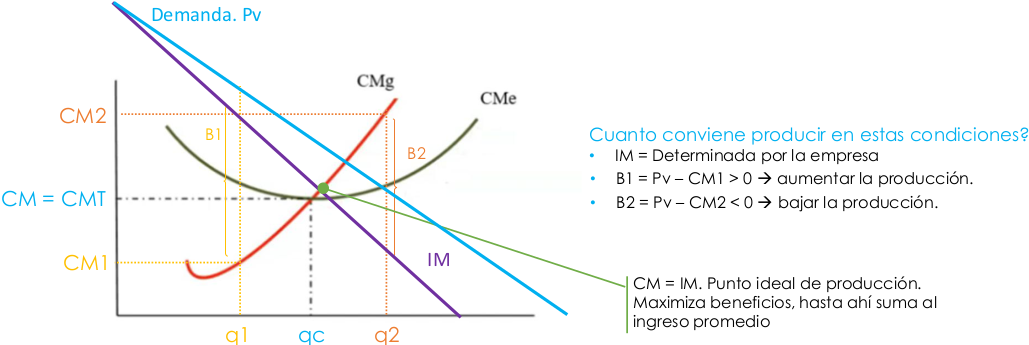 Demanda. Pv
CMg
CMe
CM2
B1
B2
CM = CMT
CM1
IM
q1
qc
q2
Cuanto conviene producir en estas condiciones?
• IM = Determinada por la empresa
• B1 = Pv – CM1 > 0 → aumentar la producción.
• B2 = Pv – CM2 < 0 → bajar la producción.
CM = IM. Punto ideal de producción.
Maximiza beneficios, hasta ahí suma al
ingreso promedio